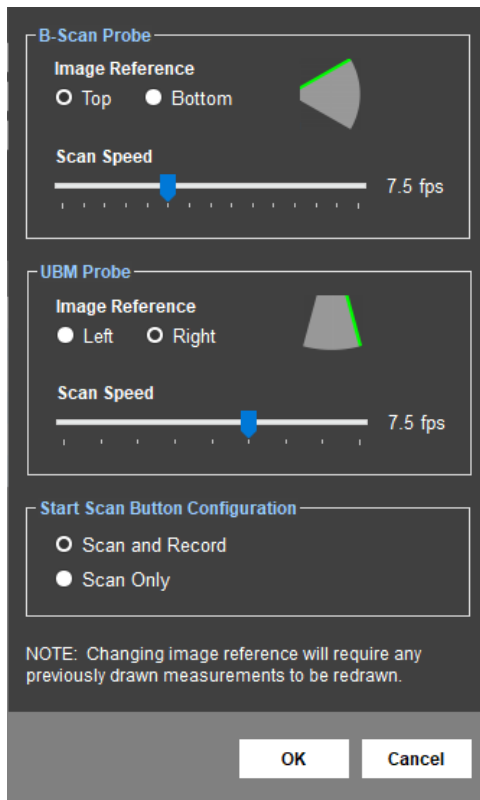 B-Scan Probe
Image Reference
Top Bottom
Scan Speed
7.5 fps
UBM Probe
Image Reference
Left Right
Scan Speed
7.5 fps
Start Scan Button Configuration
Scan and Record
Scan Only
NOTE: Changing image reference will require any
previously drawn measurements to be redrawn.
OK Cancel